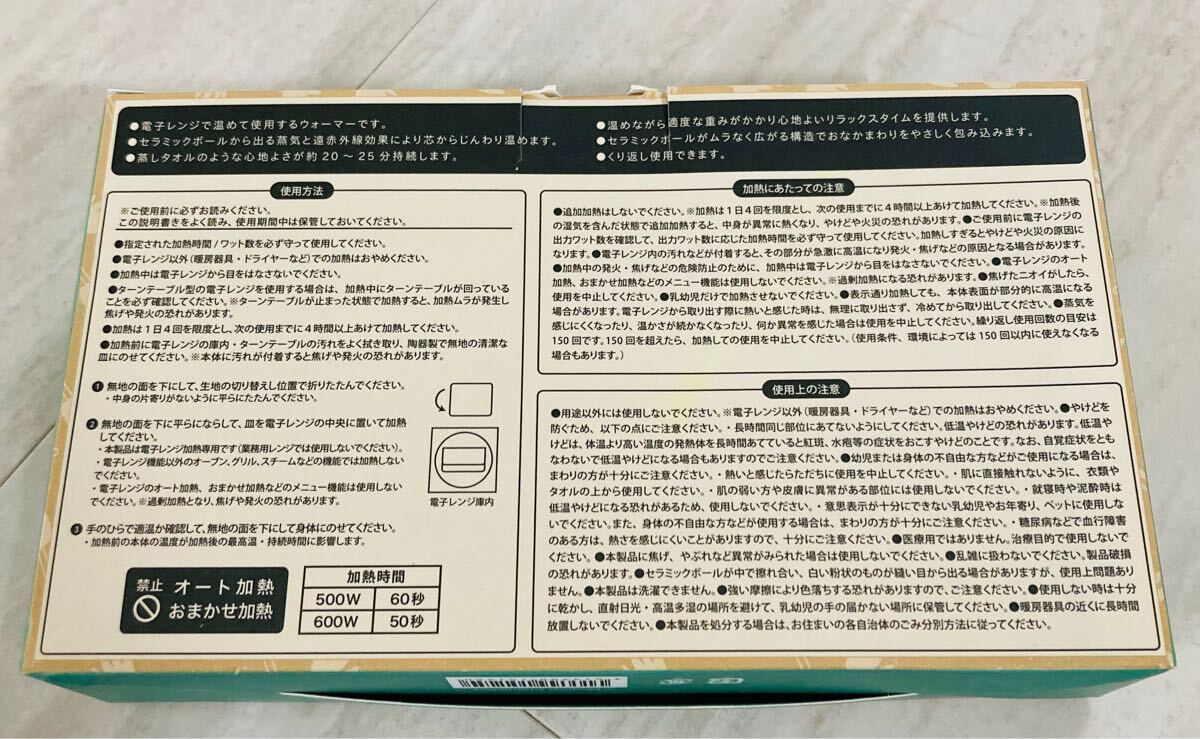 ●電子レンジで温めて使用するウォーマーです。
●セラミックボールから出る蒸気と遠赤外線効果により芯からじんわり温めます。
●蒸しタオルのような心地よさが約20～25分持続します。
●温めながら適度な重みがかかり心地よいリラックスタイムを提供します。
●セラミックボールがムラなく広がる構造でおなかまわりをやさしく包み込みます。
●くり返し使用できます。
使用方法
※ご使用前に必ずお読みください。
この説明書きをよく読み、使用期間中は保管しておいてください。
●指定された加熱時間/ワット数を必ず守って使用してください。
●電子レンジ以外(暖房器具・ドライヤーなど)での加熱はおやめください。
●加熱中は電子レンジから目をはなさないでください。
●ターンテーブル型の電子レンジを使用する場合は、加熱中にターンテーブルが回っている
ことを必ず確認してください。※ターンテーブルが止まった状態で加熱すると、加熱ムラが発生し
焦げや発火の恐れがあります。
●加熱は1日4回を限度とし、次の使用までに4時間以上あけて加熱してください。
●加熱前に電子レンジの庫内・ターンテーブルの汚れをよく拭き取り、陶器製で無地の清潔な
皿にのせてください。※本体に汚れが付着すると焦げや発火の恐れがあります。
❶ 無地の面を下にして、生地の切り替えし位置で折りたたんでください。
・中身の片寄りがないように平らにたたんでください。
❷ 無地の面を下に平らにならして、皿を電子レンジの中央に置いて加熱
してください。
・本製品は電子レンジ加熱専用です(業務用レンジでは使用しないでください)。
・電子レンジ機能以外のオーブン、グリル、スチームなどの機能では加熱しない
でください。
・電子レンジのオート加熱、おまかせ加熱などのメニュー機能は使用しない
でください。※過剰加熱となり、焦げや発火の恐れがあります。
電子レンジ庫内
❸ 手のひらで適温か確認して、無地の面を下にして身体にのせてください。
・加熱前の本体の温度が加熱後の最高温・持続時間に影響します。
禁止 オート加熱
おまかせ加熱
加熱時間
500W 60秒
600W 50秒
加熱にあたっての注意
●追加加熱はしないでください。※加熱は1日4回を限度とし、次の使用までに4時間以上あけて加熱してください。※加熱後
の湿気を含んだ状態で追加加熱すると、中身が異常に熱くなり、やけどや火災の恐れがあります。●ご使用前に電子レンジの
出力ワット数を確認して、出力ワット数に応じた加熱時間を必ず守って使用してください。加熱しすぎるとやけどや火災の原因に
なります。●電子レンジ内の汚れなどが付着すると、その部分が急激に高温になり発火・焦げなどの原因となる場合があります。
●加熱中の発火・焦げなどの危険防止のために、加熱中は電子レンジから目をはなさないでください。●電子レンジのオート
加熱、おまかせ加熱などのメニュー機能は使用しないでください。※過剰加熱になる恐れがあります。●焦げたニオイがしたら、
使用を中止してください。●乳幼児だけで加熱させないでください。●表示通り加熱しても、本体表面が部分的に高温になる
場合があります。電子レンジから取り出す際に熱いと感じた時は、無理に取り出さず、冷めてから取り出してください。●蒸気を
感じにくくなったり、温かさが続かなくなったり、何か異常を感じた場合は使用を中止してください。繰り返し使用回数の目安は
150回です。150回を超えたら、加熱しての使用を中止してください。(使用条件、環境によっては150回以内に使えなくなる
場合もあります。)
使用上の注意
●用途以外には使用しないでください。※電子レンジ以外(暖房器具・ドライヤーなど)での加熱はおやめください。●やけどを
防ぐため、以下の点にご注意ください。・長時間同じ部位にあてないようにしてください。低温やけどの恐れがあります。低温や
けどは、体温より高い温度の発熱体を長時間あてていると紅斑、水疱等の症状をおこすやけどのことです。なお、自覚症状をとも
なわないで低温やけどになる場合もありますのでご注意ください。●幼児または身体の不自由な方などがご使用になる場合は、
まわりの方が十分にご注意ください。・熱いと感じたらただちに使用を中止してください。・肌に直接触れないように、衣類や
タオルの上から使用してください。・肌の弱い方や皮膚に異常がある部位には使用しないでください。・就寝時や泥酔時は
低温やけどになる恐れがあるため、使用しないでください。・意思表示が十分にできない乳幼児やお年寄り、ペットに使用しな
いでください。また、身体の不自由な方などが使用する場合は、まわりの方が十分にご注意ください。・糖尿病などで血行障害
のある方は、熱さを感じにくいことがありますので、十分にご注意ください。●医療用ではありません。治療目的で使用しないで
ください。●本製品に焦げ、やぶれなど異常がみられた場合は使用しないでください。●乱雑に扱わないでください。製品破損
の恐れがあります。●セラミックボールが中で擦れ合い、白い粉状のものが縫い目から出る場合がありますが、使用上問題あり
ません。●本製品は洗濯できません。●強い摩擦により色落ちする恐れがありますので、ご注意ください。●使用しない時は十分
に乾かし、直射日光・高温多湿の場所を避けて、乳幼児の手の届かない場所に保管してください。●暖房器具の近くに長時間
放置しないでください。●本製品を処分する場合は、お住まいの各自治体のごみ分別方法に従ってください。